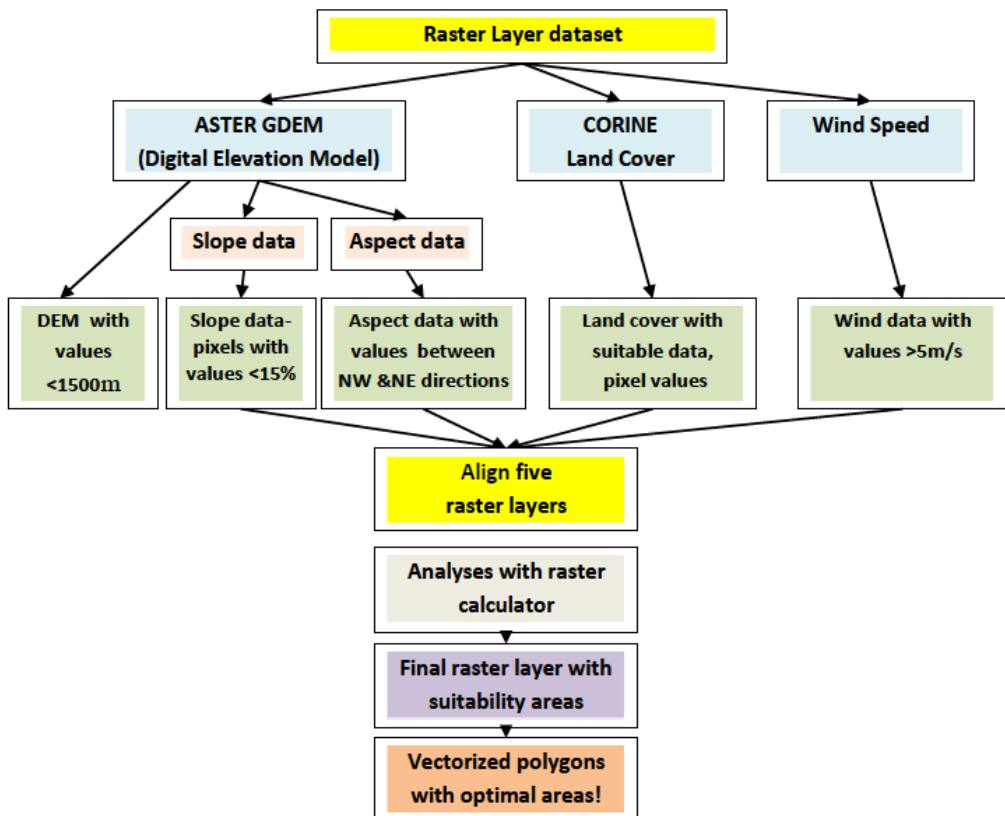 Raster Layer dataset
ASTER GDEM
(Digital Elevation Model)
CORINE
Land Cover
Wind Speed
Slope data
Aspect data
DEM with
values
<1500m
Slope data-
pixels with
values <15%
Aspect data with
values between
NW &NE directions
Land cover with
suitable data,
pixel values
Wind data with
values >5m/s
Align five
raster layers
Analyses with raster
calculator
Final raster layer with
suitability areas
Vectorized polygons
with optimal areas!